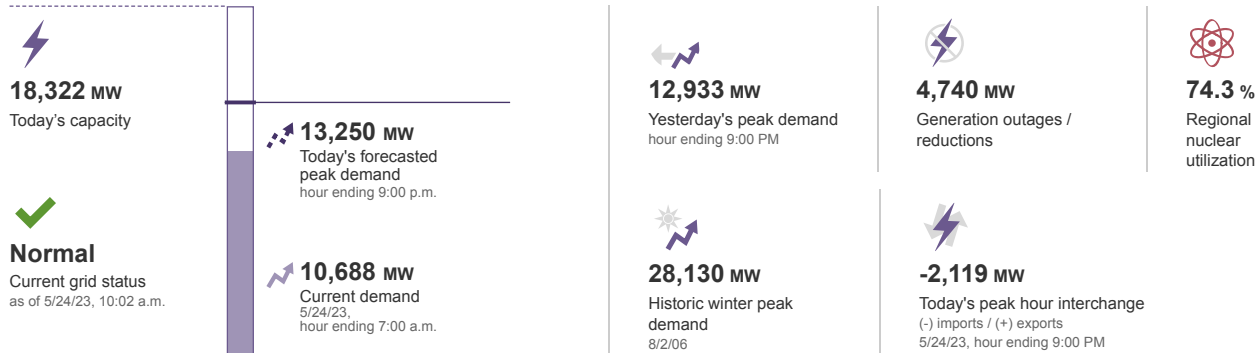 18,322 MW
Today's capacity
Normal
Current grid status
as of 5/24/23, 10:02 a.m.
13,250 MW
Today's forecasted
peak demand
hour ending 9:00 p.m.
10,688 MW
Current demand
5/24/23,
hour ending 7:00 a.m.
12,933 MW
Yesterday's peak demand
hour ending 9:00 PM
4,740 MW
Generation outages /
reductions
74.3 %
Regional
nuclear
utilization
28,130 MW
Historic winter peak
demand
8/2/06
-2,119 MW
Today's peak hour interchange
(-) imports / (+) exports
5/24/23, hour ending 9:00 PM